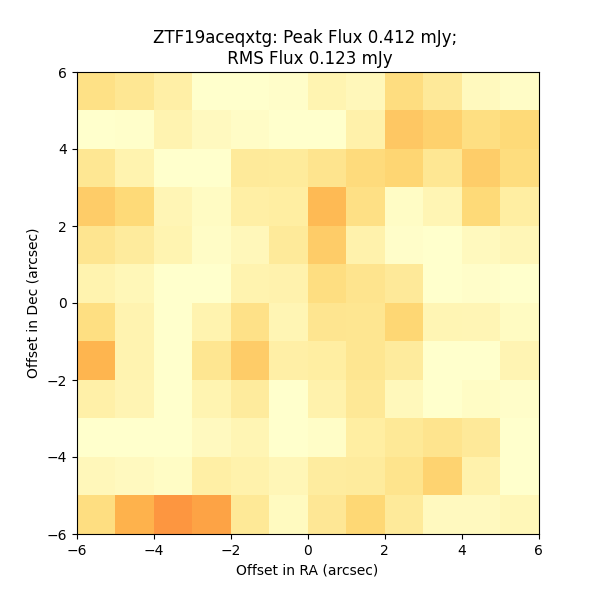 ZTF19aceqxtg: Peak Flux 0.412 mJy;
RMS Flux 0.123 mJy
6
4
2
0
−2
−4
−6
Offset in Dec (arcsec)
−6 −4 −2 0 2 4 6
Offset in RA (arcsec)